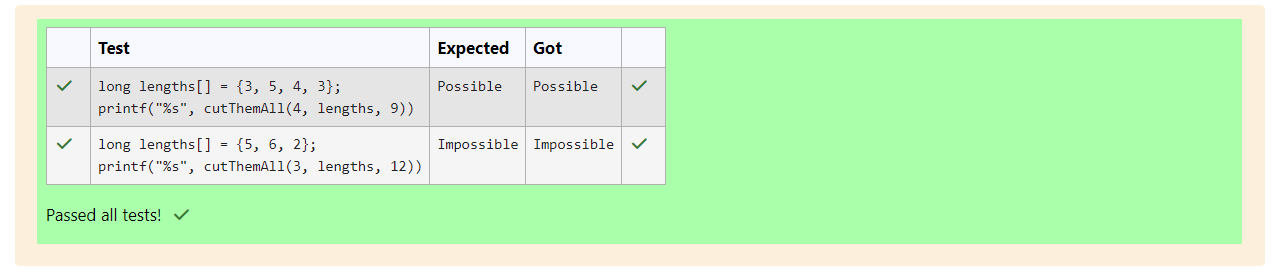 Test Expected Got
long lengths[] = {3, 5, 4, 3}; Possible Possible
printf("%s", cutThemAll(4, lengths, 9))
long lengths[] = {5, 6, 2}; Impossible Impossible
printf("%s", cutThemAll(3, lengths, 12))
Passed all tests!